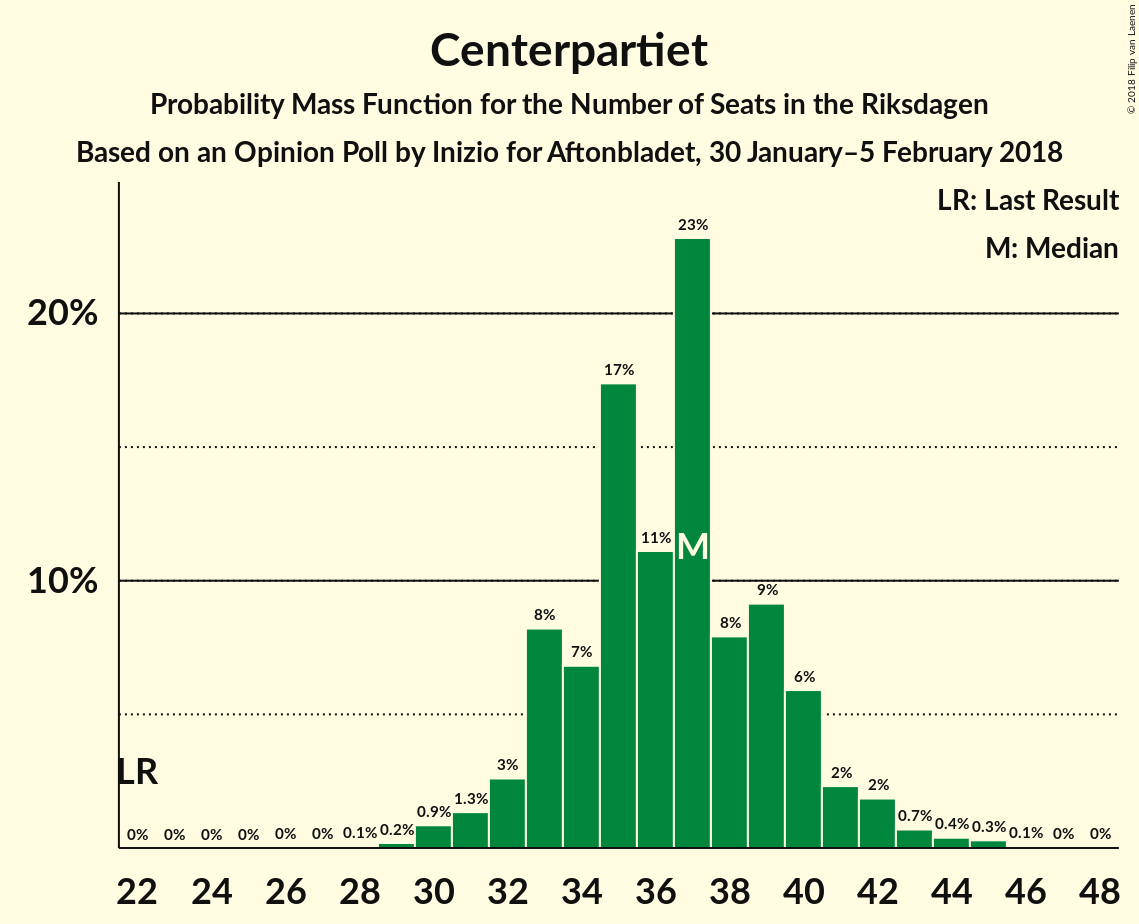 Centerpartiet
Probability Mass Function for the Number of Seats in the Riksdagen
Based on an Opinion Poll by Inizio for Aftonbladet, 30 January–5 February 2018
© 2018 Filip van Laenen
LR: Last Result
M: Median
20%
10%
23%
17%
11%
M
9%
8%
8%
7%
6%
LR
3%
2%
2%
0% 0% 0% 0% 0% 0% 0.1% 0.2% 0.9% 1.3% 0.7% 0.4% 0.3% 0.1% 0% 0%
22 24 26 28 30 32 34 36 38 40 42 44 46 48